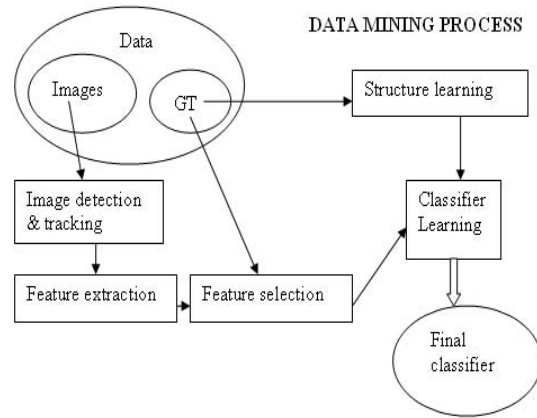 DATA MINING PROCESS
Data
Images
GT
Structure learning
Image detection
& tracking
Classifier
Learning
Feature extraction
Feature selection
Final
classifier